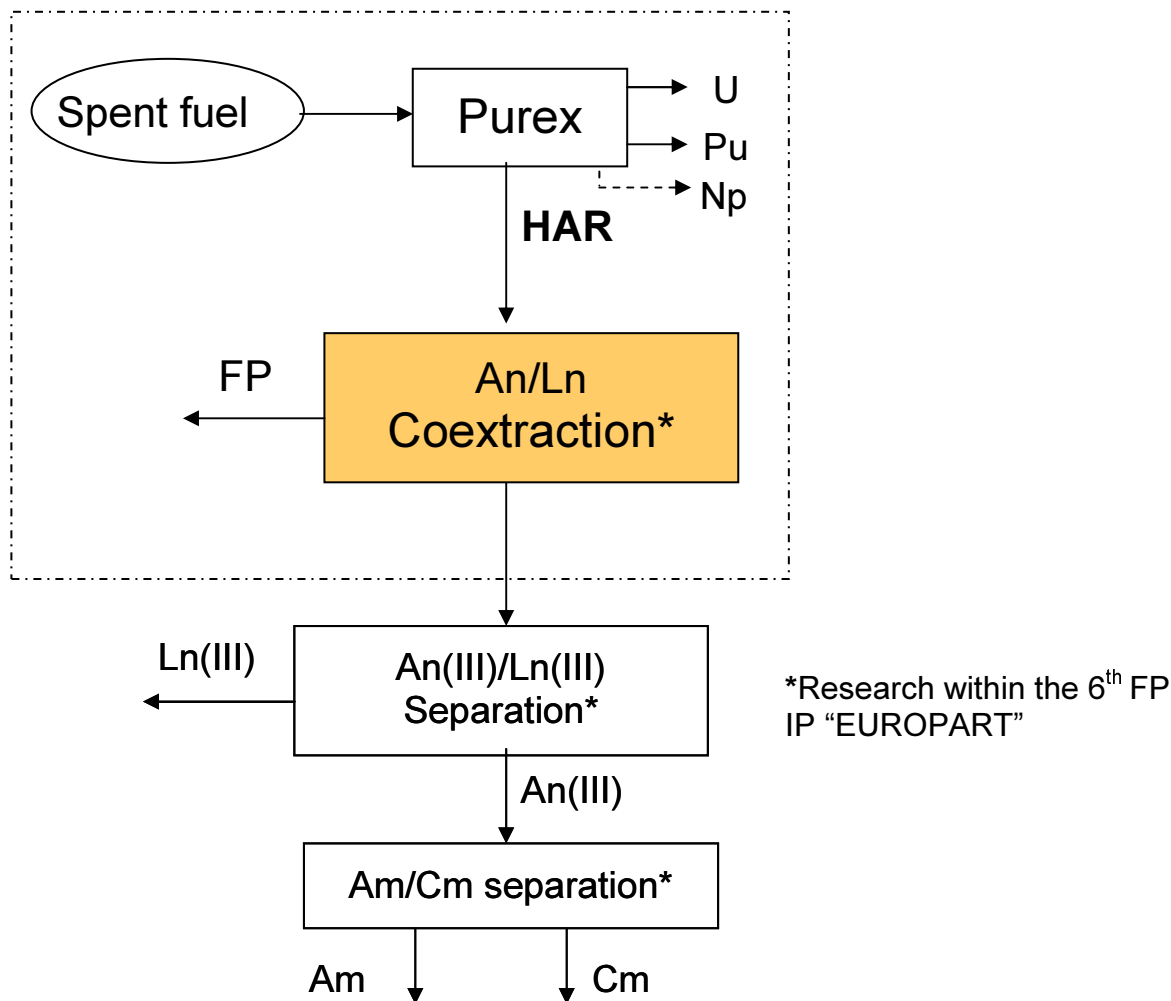 Spent fuel
Purex
U
Pu
Np
HAR
FP
An/Ln
Coextraction*
Ln(III)
An(III)/Ln(III)
Separation*
*Research within the 6th FP
IP “EUROPART”
An(III)
Am/Cm separation*
Am
Cm